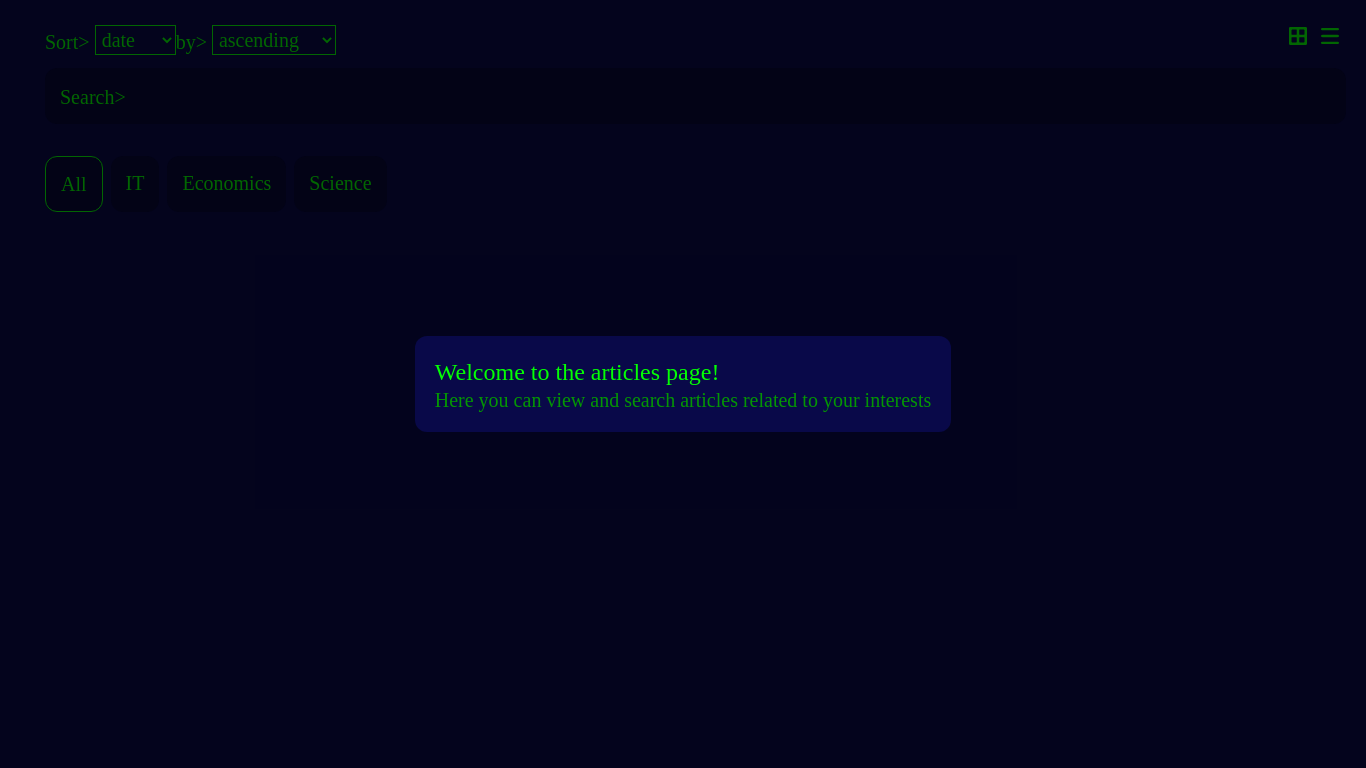 Sort> date by> ascending
Search>
All IT Economics Science
Welcome to the articles page!
Here you can view and search articles related to your interests